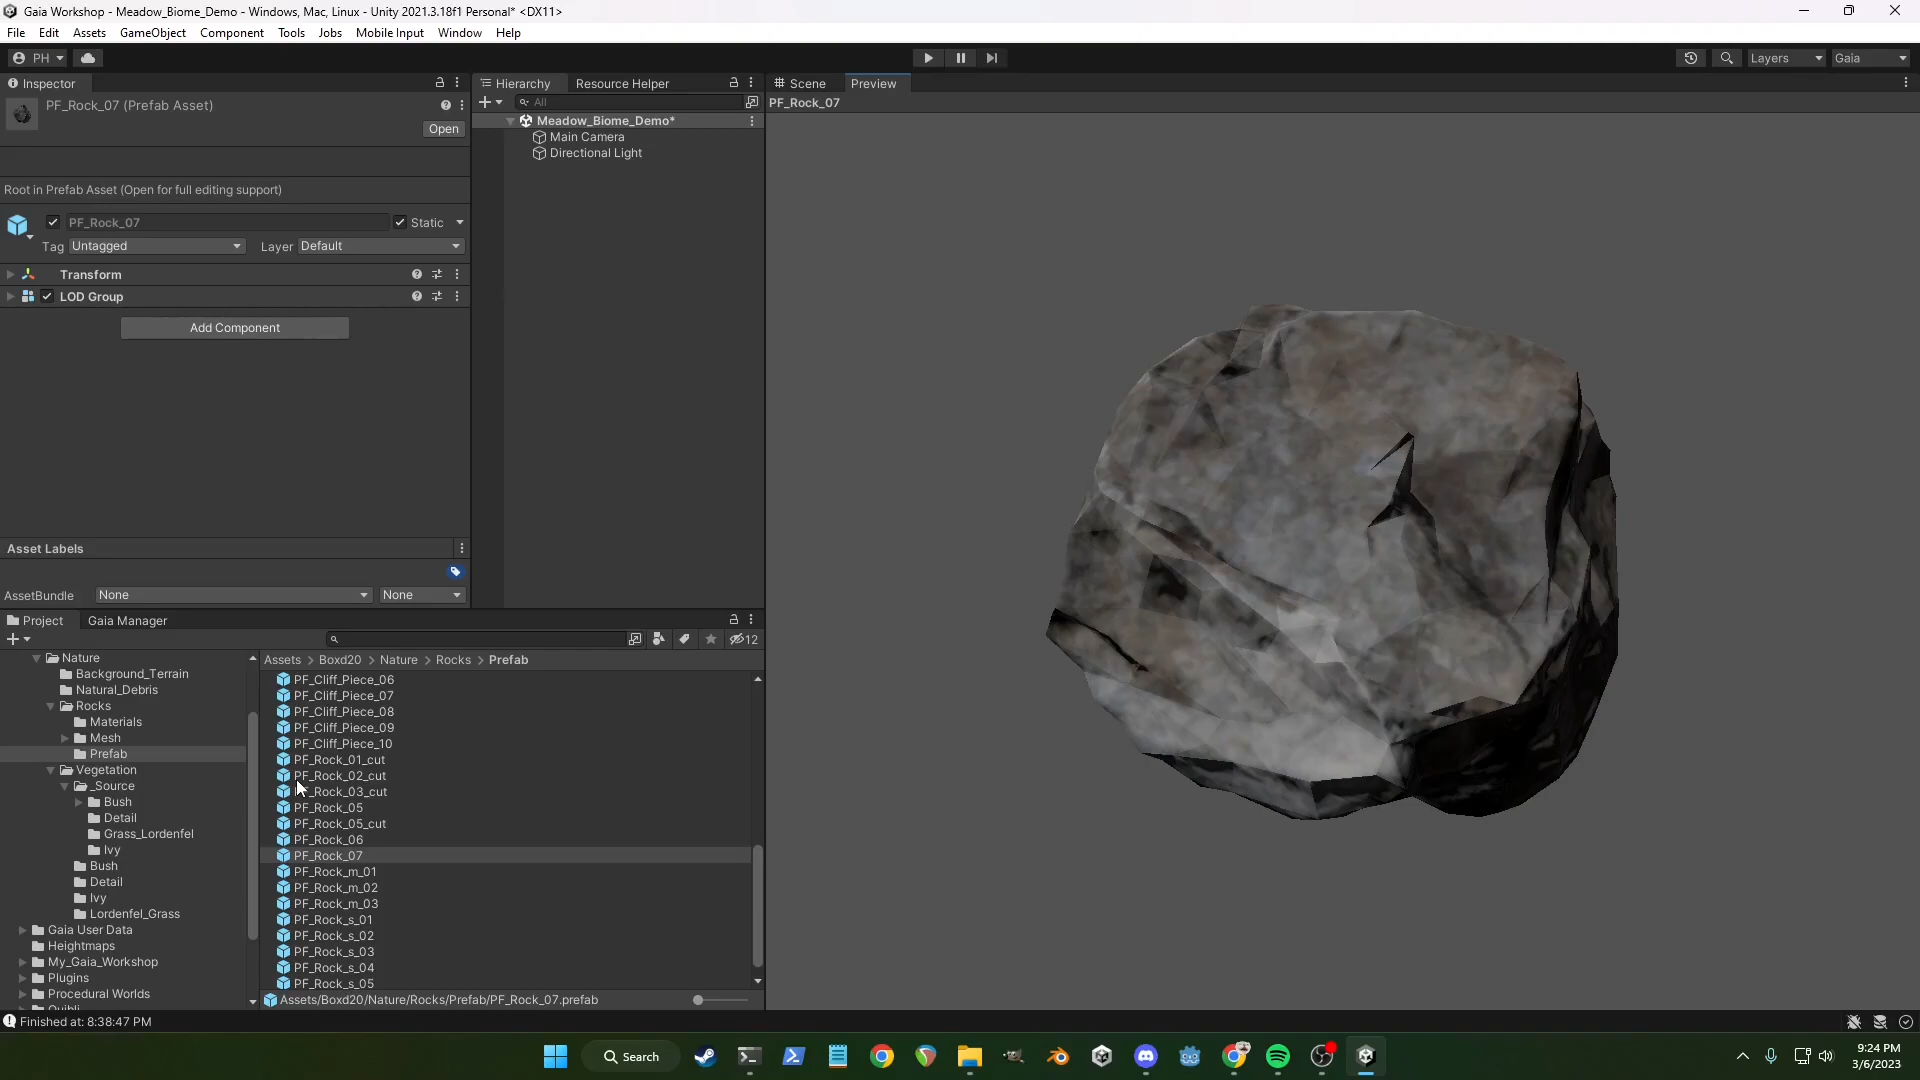 Gaia Workshop - Meadow_Biome_Demo - Windows, Mac, Linux - Unity 2021.3.18f1 Personal* <DX11>
File Edit Assets GameObject Component Tools Jobs Mobile Input Window Help
PH
Layers
Gaia
Inspector
PF_Rock_07 (Prefab Asset)
Open
Root in Prefab Asset (Open for full editing support)
PF_Rock_07
Static
Tag Untagged
Layer Default
Transform
LOD Group
Add Component
Asset Labels
AssetBundle None None
Hierarchy
Resource Helper
All
Meadow_Biome_Demo*
Main Camera
Directional Light
Scene
Preview
PF_Rock_07
Project
Gaia Manager
12
Nature
Background_Terrain
Natural_Debris
Rocks
Materials
Mesh
Prefab
Vegetation
_Source
Bush
Detail
Grass_Lordenfel
Ivy
Bush
Detail
Ivy
Lordenfel_Grass
Gaia User Data
Heightmaps
My_Gaia_Workshop
Plugins
Procedural Worlds
Assets > Boxd20 > Nature > Rocks > Prefab
PF_Cliff_Piece_06
PF_Cliff_Piece_07
PF_Cliff_Piece_08
PF_Cliff_Piece_09
PF_Cliff_Piece_10
PF_Rock_01_cut
PF_Rock_02_cut
PF_Rock_03_cut
PF_Rock_05
PF_Rock_05_cut
PF_Rock_06
PF_Rock_07
PF_Rock_m_01
PF_Rock_m_02
PF_Rock_m_03
PF_Rock_s_01
PF_Rock_s_02
PF_Rock_s_03
PF_Rock_s_04
PF_Rock_s_05
Assets/Boxd20/Nature/Rocks/Prefab/PF_Rock_07.prefab
Finished at: 8:38:47 PM
Search
9:24 PM
3/6/2023